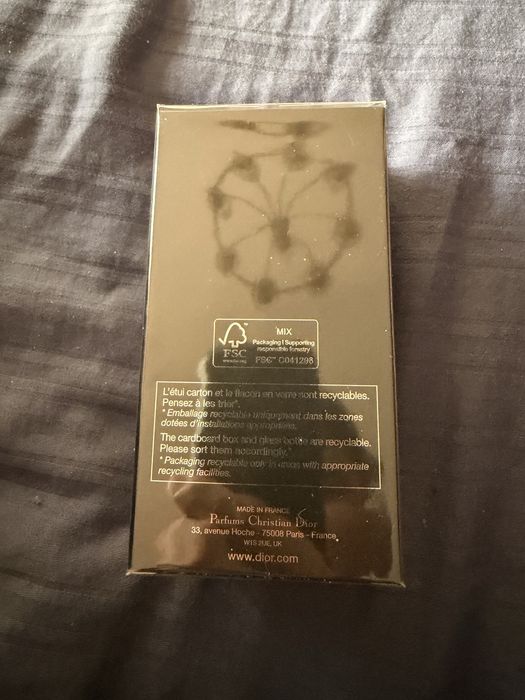 FSC
www.fsc.org
MIX
Packaging | Supporting
responsible forestry
FSC™ C041298
L'étui carton et le flacon en verre sont recyclables.
Pensez à les trier*.
* Emballage recyclable uniquement dans les zones
dotées d'installations appropriées.
The cardboard box and glass bottle are recyclable.
Please sort them accordingly.*
* Packaging recyclable only in areas with appropriate
recycling facilities.
MADE IN FRANCE
Parfums Christian Dior
33, avenue Hoche - 75008 Paris - France
W1S 2UE, UK
www.dior.com